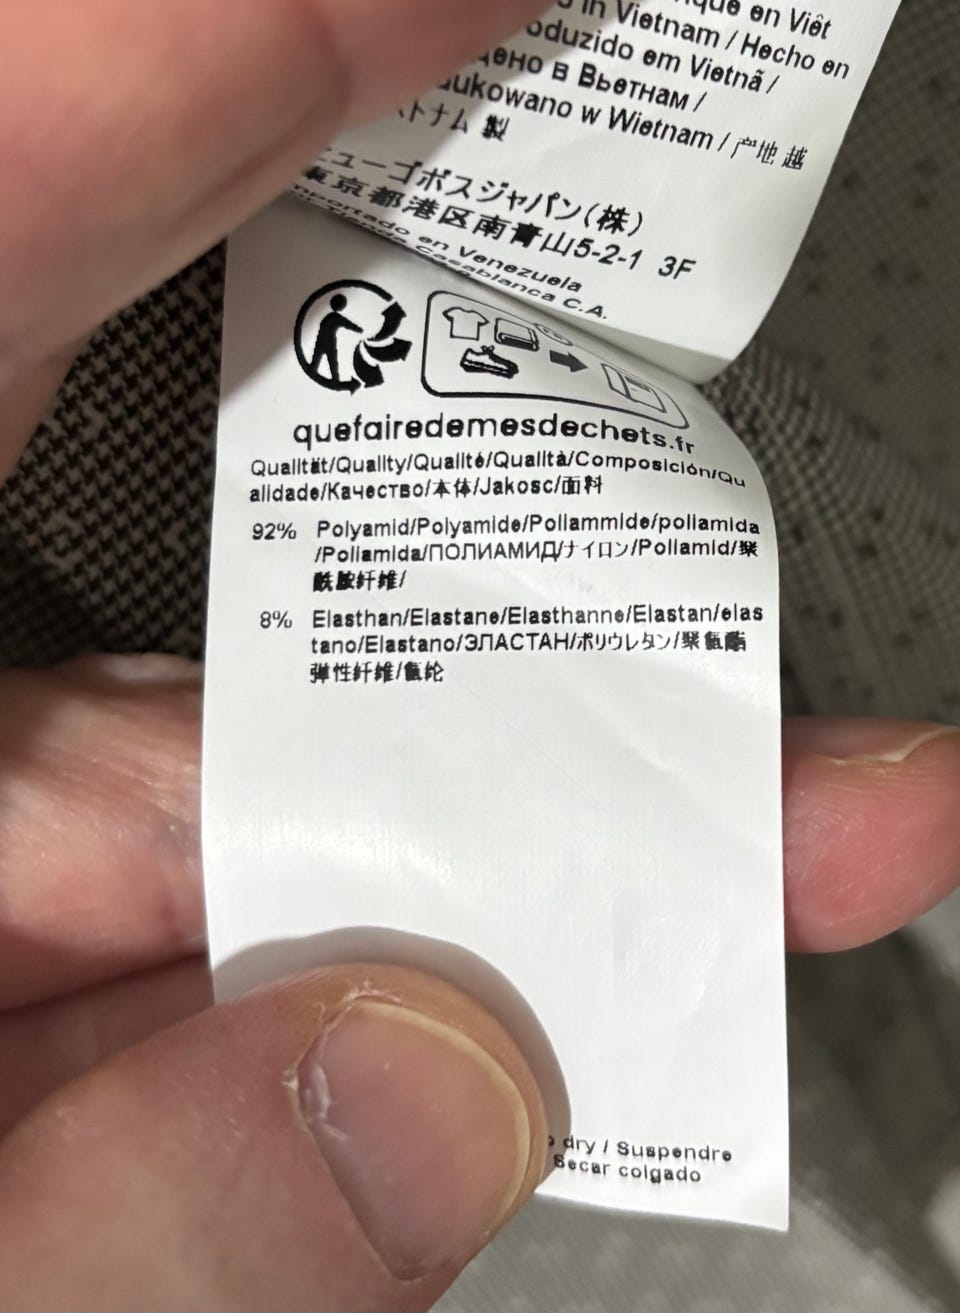 en Viêt
in Vietnam / Hecho en
oduzido em Vietnã /
дено в Вьетнам /
ukowano w Wietnam / 产地 越
トナム 製
ューゴボスジャパン(株)
東京都港区南青山5-2-1 3F
en Venezuela
Casablanca C.A.
quefairedemesdechets.fr
Qualität/Quality/Qualité/Qualità/Composición/Qu
alidade/Качество/本体/Jakosc/面料
92% Polyamid/Polyamide/Poliammide/poliamida
/Poliamida/ПОЛИАМИД/ナイロン/Poliamid/聚
酰胺纤维/
8% Elasthan/Elastane/Elasthanne/Elastan/elas
tano/Elastano/ЭЛАСТАН/ポリウレタン/聚氨酯
弹性纤维/氨纶
dry / Suspendre
Secar colgado